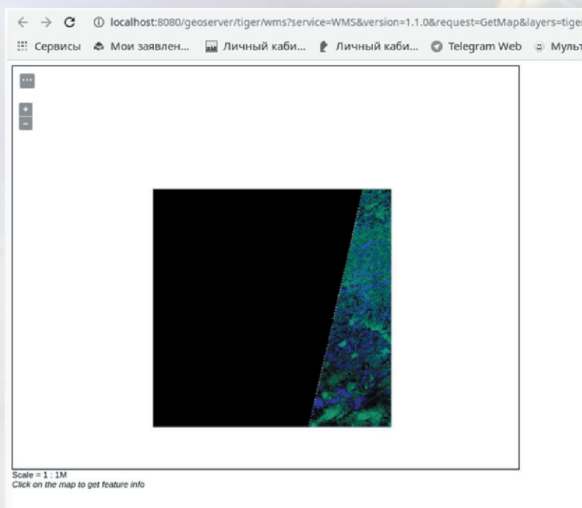 localhost:8080/geoserver/tiger/wms?service=WMS&version=1.1.0&request=GetMap&layers=tige
Сервисы Мои заявлен... Личный каби... Личный каби... Telegram Web Мульт
...
+
−
Scale = 1 : 1M
Click on the map to get feature info